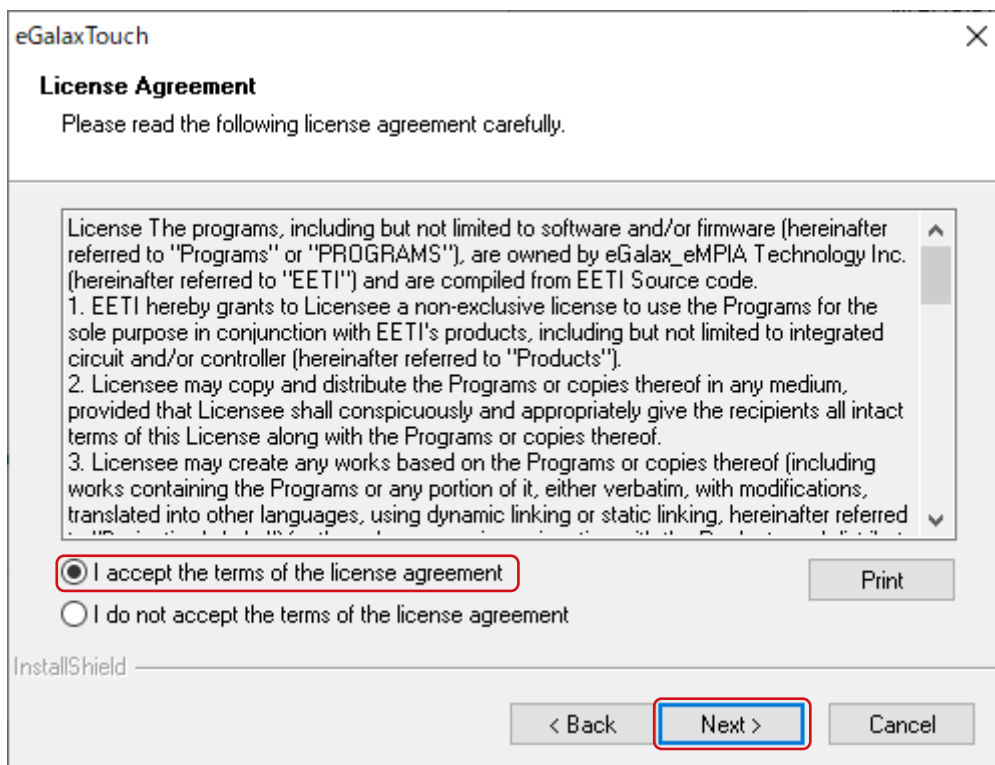 eGalaxTouch
License Agreement
Please read the following license agreement carefully.
License The programs, including but not limited to software and/or firmware (hereinafter
referred to "Programs" or "PROGRAMS"), are owned by eGalax_eMPIA Technology Inc.
(hereinafter referred to "EETI") and are compiled from EETI Source code.
1. EETI hereby grants to Licensee a non-exclusive license to use the Programs for the
sole purpose in conjunction with EETI's products, including but not limited to integrated
circuit and/or controller (hereinafter referred to "Products").
2. Licensee may copy and distribute the Programs or copies thereof in any medium,
provided that Licensee shall conspicuously and appropriately give the recipients all intact
terms of this License along with the Programs or copies thereof.
3. Licensee may create any works based on the Programs or copies thereof (including
works containing the Programs or any portion of it, either verbatim, with modifications,
translated into other languages, using dynamic linking or static linking, hereinafter referred
I accept the terms of the license agreement
Print
I do not accept the terms of the license agreement
InstallShield
< Back
Next >
Cancel